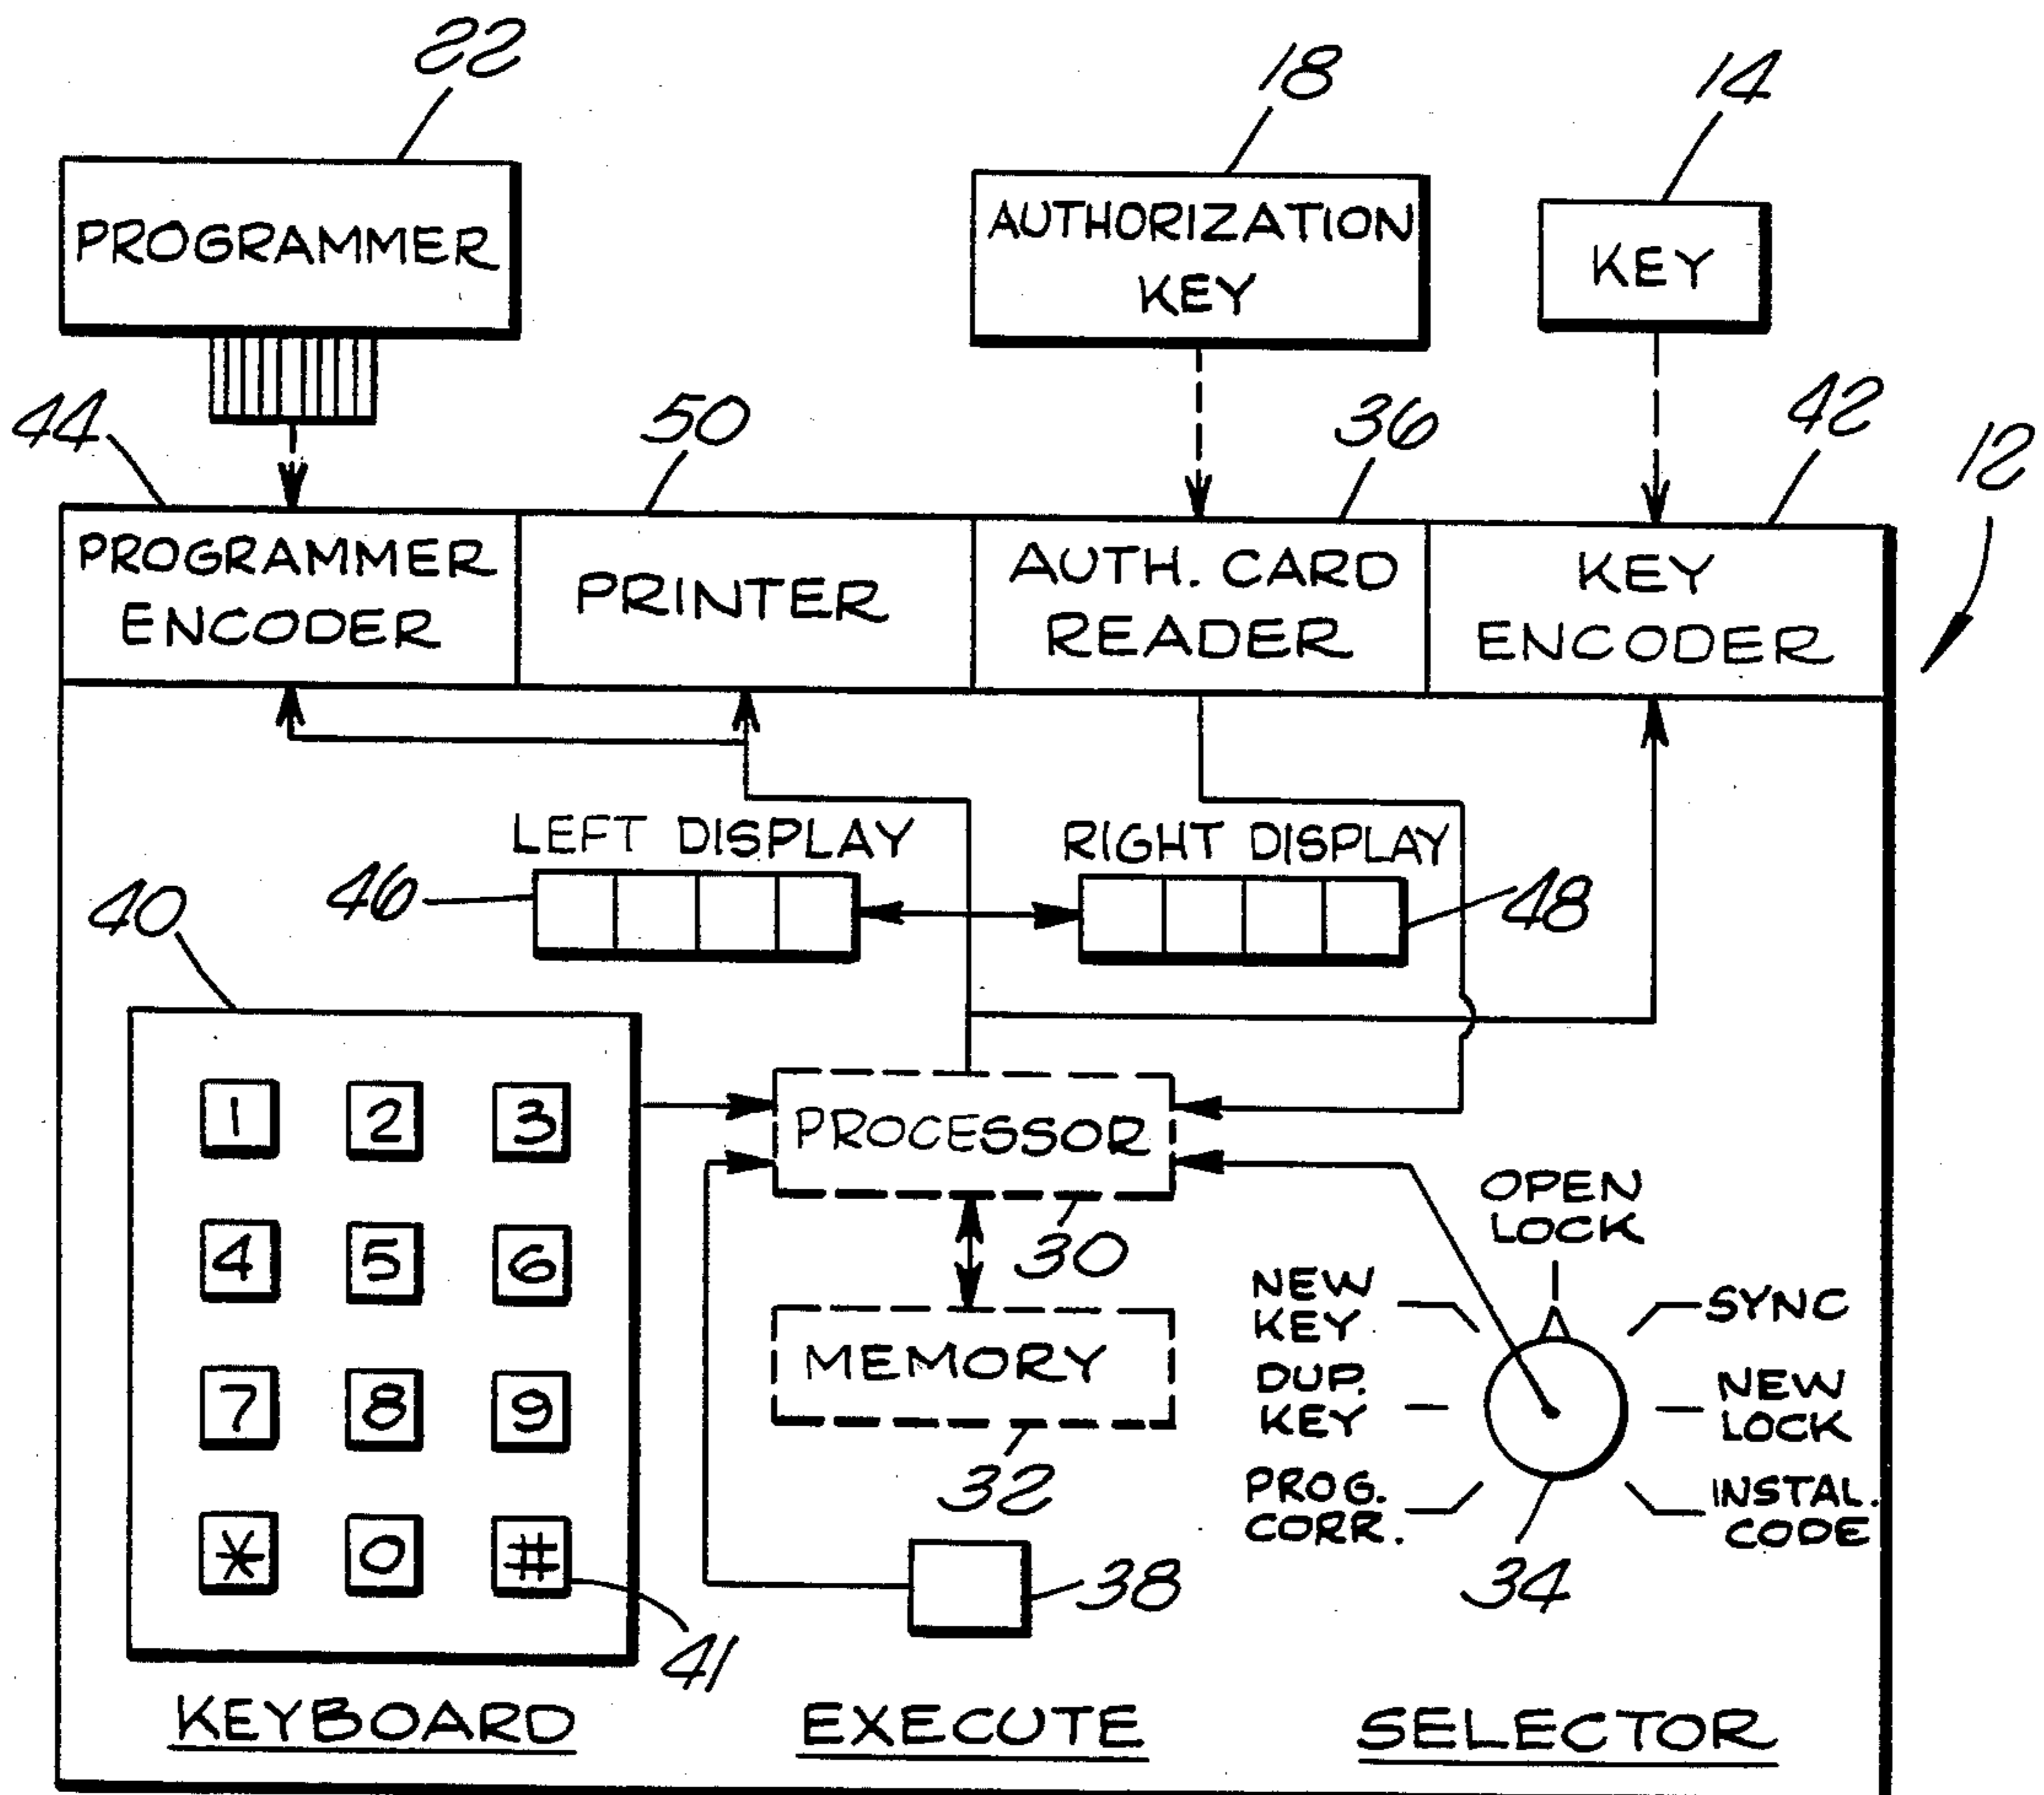 22
18
14
PROGRAMMER
AUTHORIZATION
KEY
KEY
44
50
36
42
12
PROGRAMMER
ENCODER
PRINTER
AUTH. CARD
READER
KEY
ENCODER
LEFT DISPLAY
RIGHT DISPLAY
46
48
40
1 2 3
4 5 6
7 8 9
* 0 #
41
PROCESSOR
30
MEMORY
32
38
OPEN
LOCK
NEW
KEY
SYNC
DUP.
KEY
NEW
LOCK
PROG.
CORR.
INSTAL.
CODE
34
KEYBOARD
EXECUTE
SELECTOR